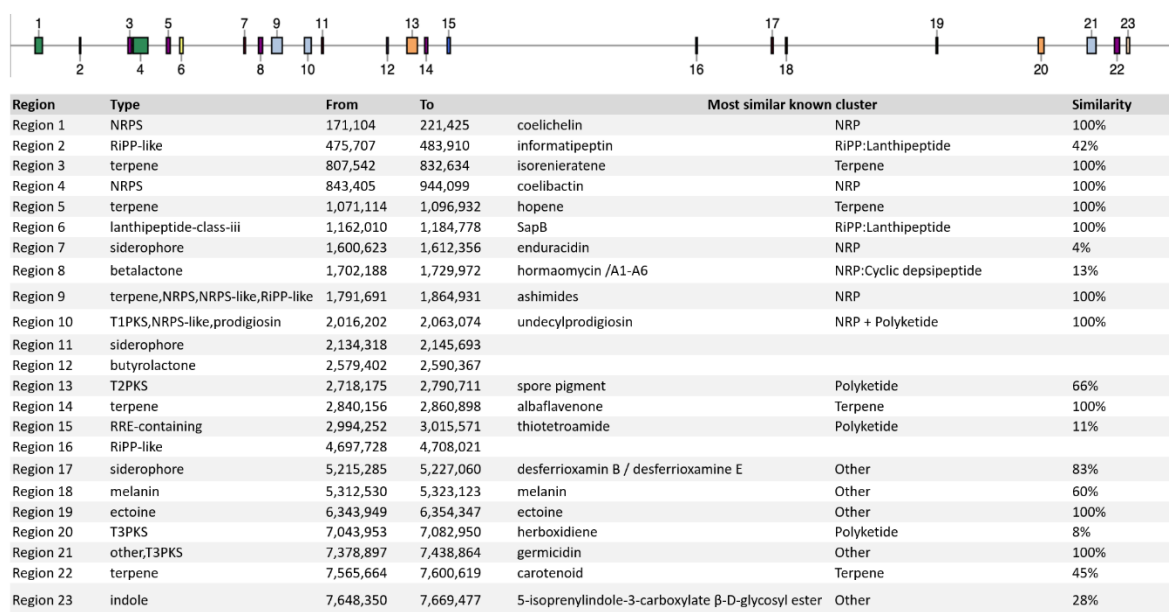 1 3 5 7 9 11 13 15 17 19 21 23
2 4 6 8 10 12 14 16 18 20 22
Region Type From To Most similar known cluster Similarity
Region 1 NRPS 171,104 221,425 coelichelin NRP 100%
Region 2 RiPP-like 475,707 483,910 informatipeptin RiPP:Lanthipeptide 42%
Region 3 terpene 807,542 832,634 isorenieratene Terpene 100%
Region 4 NRPS 843,405 944,099 coelibactin NRP 100%
Region 5 terpene 1,071,114 1,096,932 hopene Terpene 100%
Region 6 lanthipeptide-class-iii 1,162,010 1,184,778 SapB RiPP:Lanthipeptide 100%
Region 7 siderophore 1,600,623 1,612,356 enduracidin NRP 4%
Region 8 betalactone 1,702,188 1,729,972 hormaomycin /A1-A6 NRP:Cyclic depsipeptide 13%
Region 9 terpene,NRPS,NRPS-like,RiPP-like 1,791,691 1,864,931 ashimides NRP 100%
Region 10 T1PKS,NRPS-like,prodigiosin 2,016,202 2,063,074 undecylprodigiosin NRP + Polyketide 100%
Region 11 siderophore 2,134,318 2,145,693
Region 12 butyrolactone 2,579,402 2,590,367
Region 13 T2PKS 2,718,175 2,790,711 spore pigment Polyketide 66%
Region 14 terpene 2,840,156 2,860,898 albaflavenone Terpene 100%
Region 15 RRE-containing 2,994,252 3,015,571 thiotetroamide Polyketide 11%
Region 16 RiPP-like 4,697,728 4,708,021
Region 17 siderophore 5,215,285 5,227,060 desferrioxamin B / desferrioxamine E Other 83%
Region 18 melanin 5,312,530 5,323,123 melanin Other 60%
Region 19 ectoine 6,343,949 6,354,347 ectoine Other 100%
Region 20 T3PKS 7,043,953 7,082,950 herboxidiene Polyketide 8%
Region 21 other,T3PKS 7,378,897 7,438,864 germicidin Other 100%
Region 22 terpene 7,565,664 7,600,619 carotenoid Terpene 45%
Region 23 indole 7,648,350 7,669,477 5-isoprenylindole-3-carboxylate β-D-glycosyl ester Other 28%